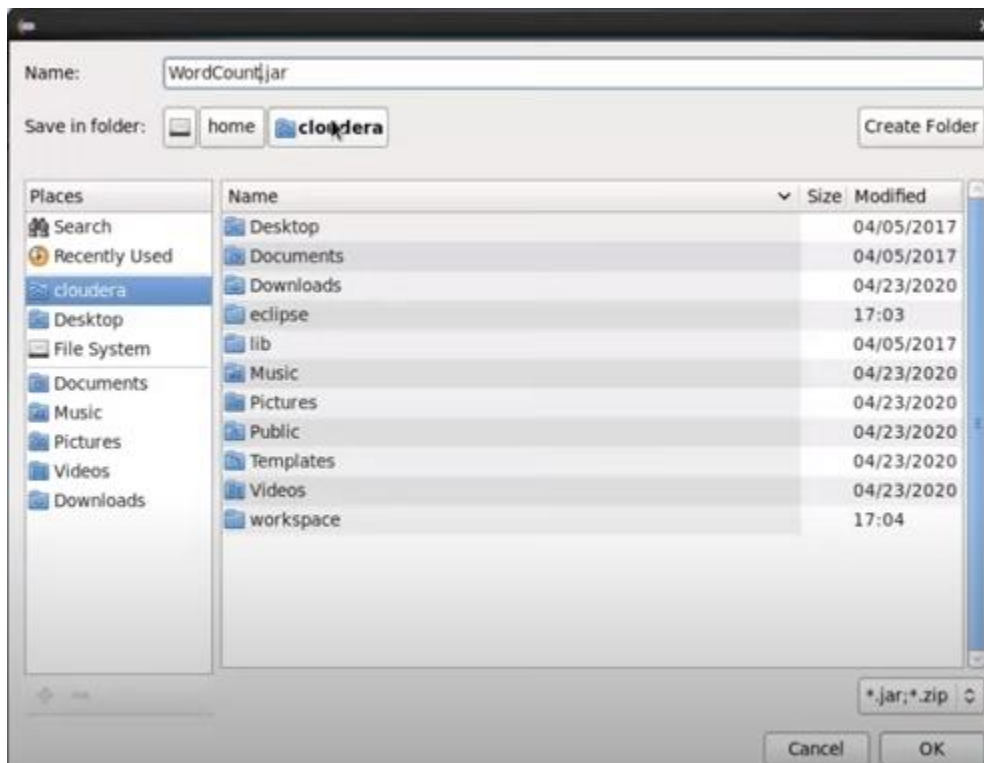 Name: WordCount.jar
Save in folder: home cloudera Create Folder
Places Name Size Modified
Search Desktop 04/05/2017
Recently Used Documents 04/05/2017
cloudera Downloads 04/23/2020
Desktop eclipse 17:03
File System lib 04/05/2017
Documents Music 04/23/2020
Music Pictures 04/23/2020
Pictures Public 04/23/2020
Videos Templates 04/23/2020
Downloads Videos 04/23/2020
workspace 17:04
*.jar;*.zip
Cancel OK